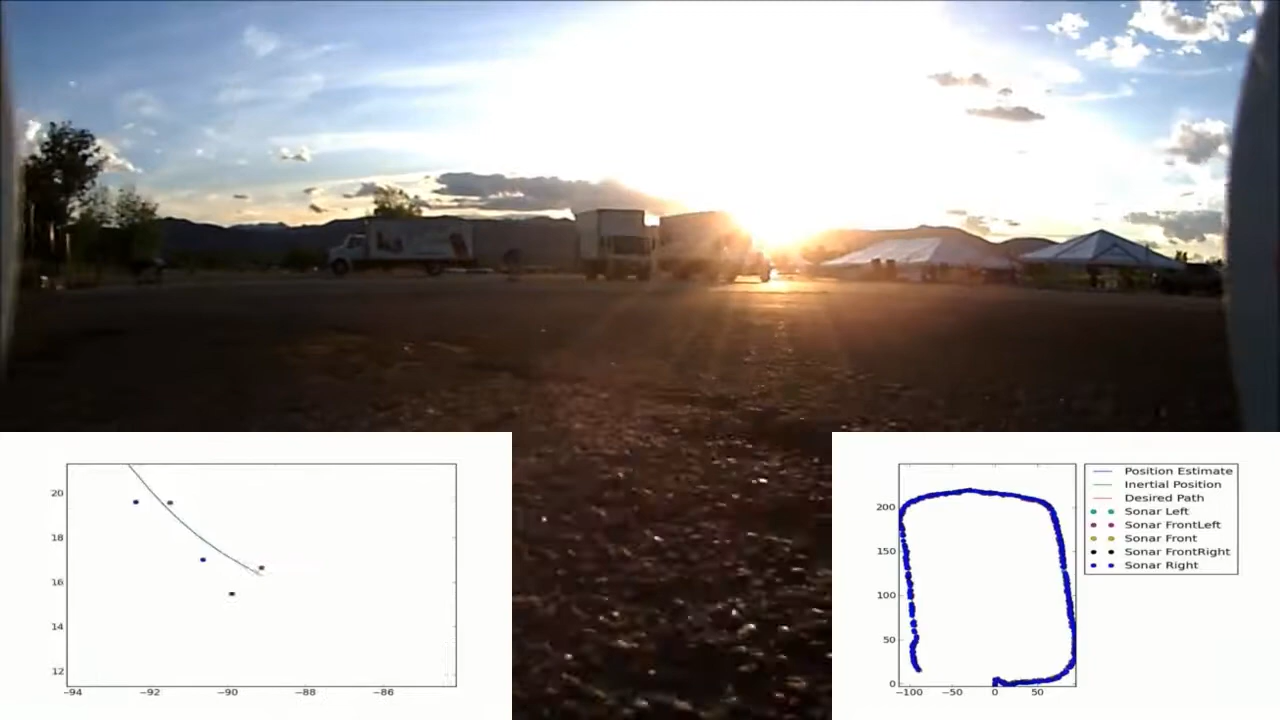 20
18
16
14
12
−94 −92 −90 −88 −86
200
150
100
50
0
−100 −50 0 50
Position Estimate
Inertial Position
Desired Path
Sonar Left
Sonar FrontLeft
Sonar Front
Sonar FrontRight
Sonar Right